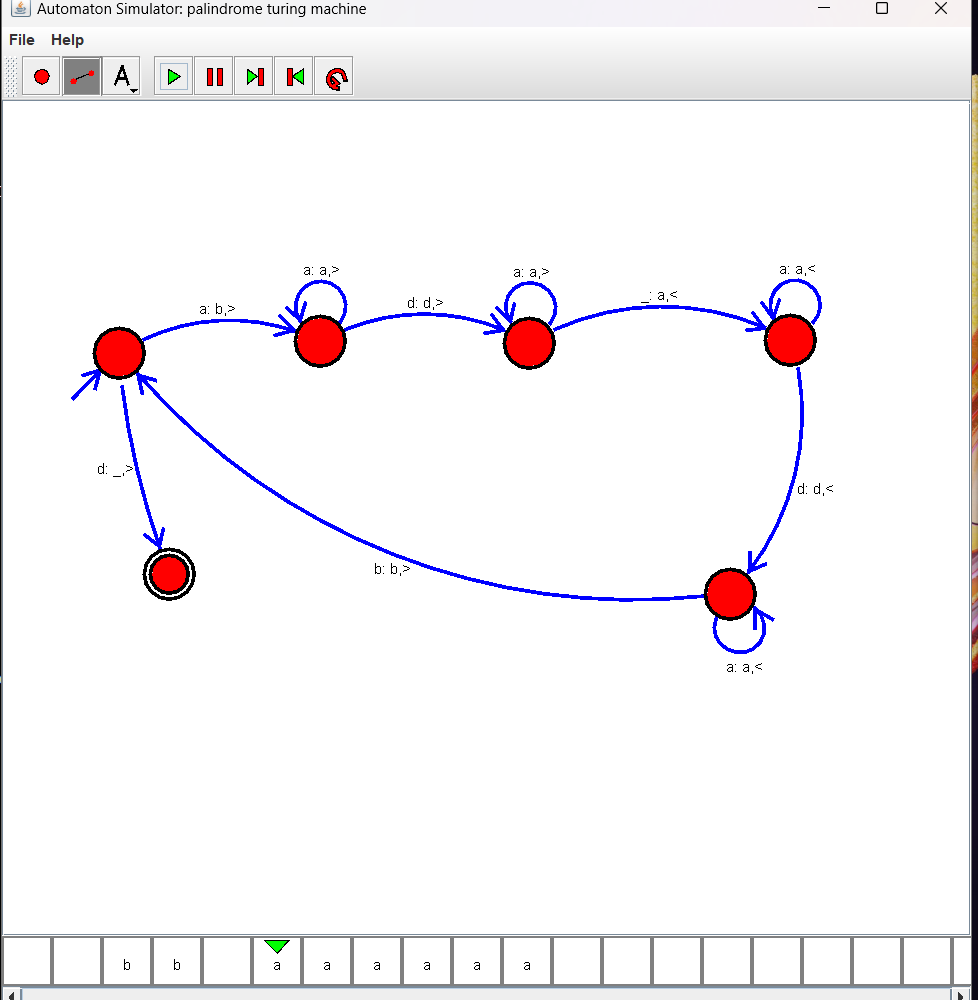 Automaton Simulator: palindrome turing machine
File Help
A
a: a,>
a: a,>
a: a,<
a: b,>
d: d,>
_: a,<
d: _,>
d: d,<
b: b,>
a: a,<
b b a a a a a a